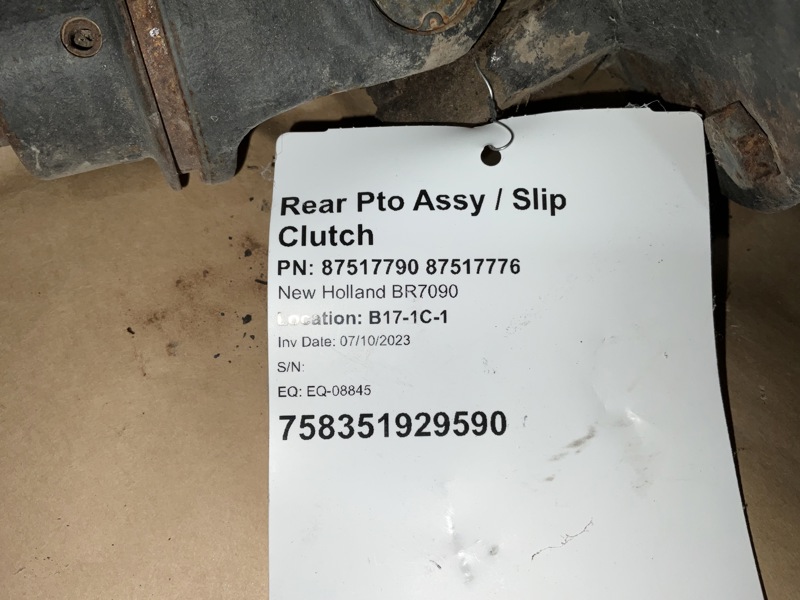 Rear Pto Assy / Slip
Clutch
PN: 87517790 87517776
New Holland BR7090
Location: B17-1C-1
Inv Date: 07/10/2023
S/N:
EQ: EQ-08845
758351929590